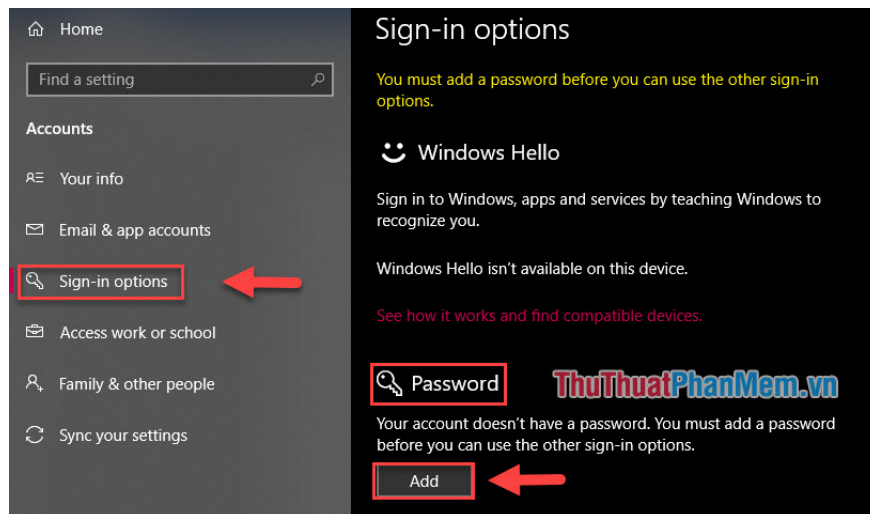 Home
Find a setting
Accounts
Your info
Email & app accounts
Sign-in options
Access work or school
Family & other people
Sync your settings
Sign-in options
You must add a password before you can use the other sign-in
options.
Windows Hello
Sign in to Windows, apps and services by teaching Windows to
recognize you.
Windows Hello isn't available on this device.
See how it works and find compatible devices.
Password
ThuThuatPhanMem.vn
Your account doesn't have a password. You must add a password
before you can use the other sign-in options.
Add